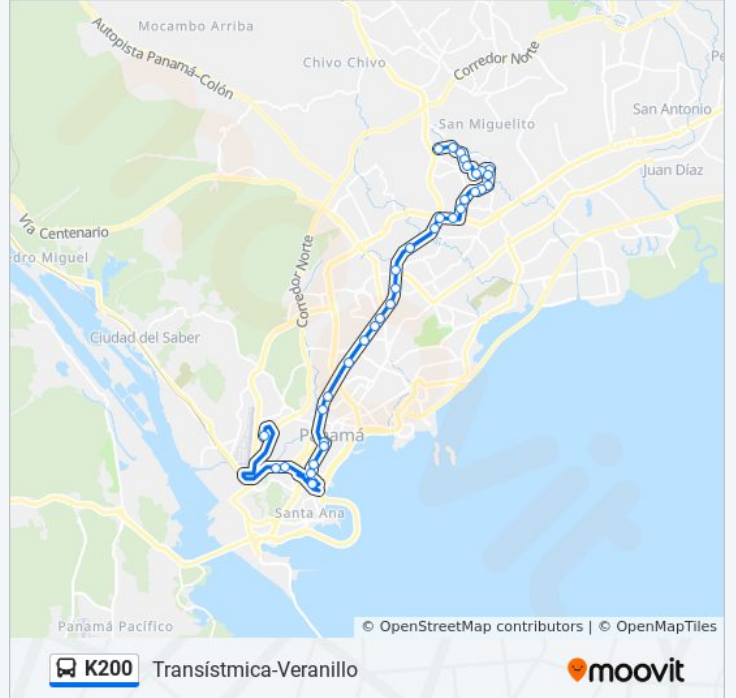 Mocambo Arriba
Autopista Panamá-Colón
Chivo Chivo
Corredor Norte
San Miguelito
San Antonio
Juan Díaz
Vía Centenario
dro Miguel
Corredor Norte
Ciudad del Saber
Panamá
Santa Ana
Panamá Pacífico
© OpenStreetMap contributors | © OpenMapTiles
K200 Transístmica-Veranillo
moovit